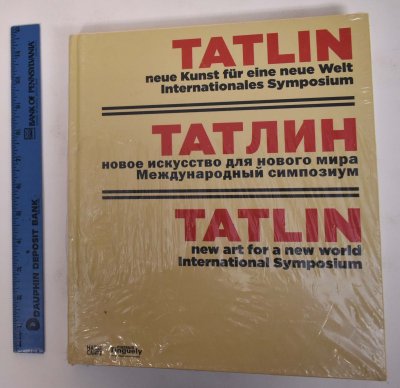 TATLIN
neue Kunst für eine neue Welt
Internationales Symposium
ТАТЛИН
новое искусство для нового мира
Международный симпозиум
TATLIN
new art for a new world
International Symposium
BANK OF PENNSYLVANIA
DAUPHIN DEPOSIT BANK